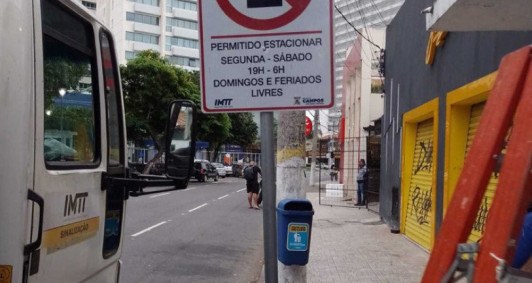 PERMITIDO ESTACIONAR
SEGUNDA - SÁBADO
19H - 6H
DOMINGOS E FERIADOS
LIVRES
IMTT
CAMPOS
IMTT
SINALIZAÇÃO